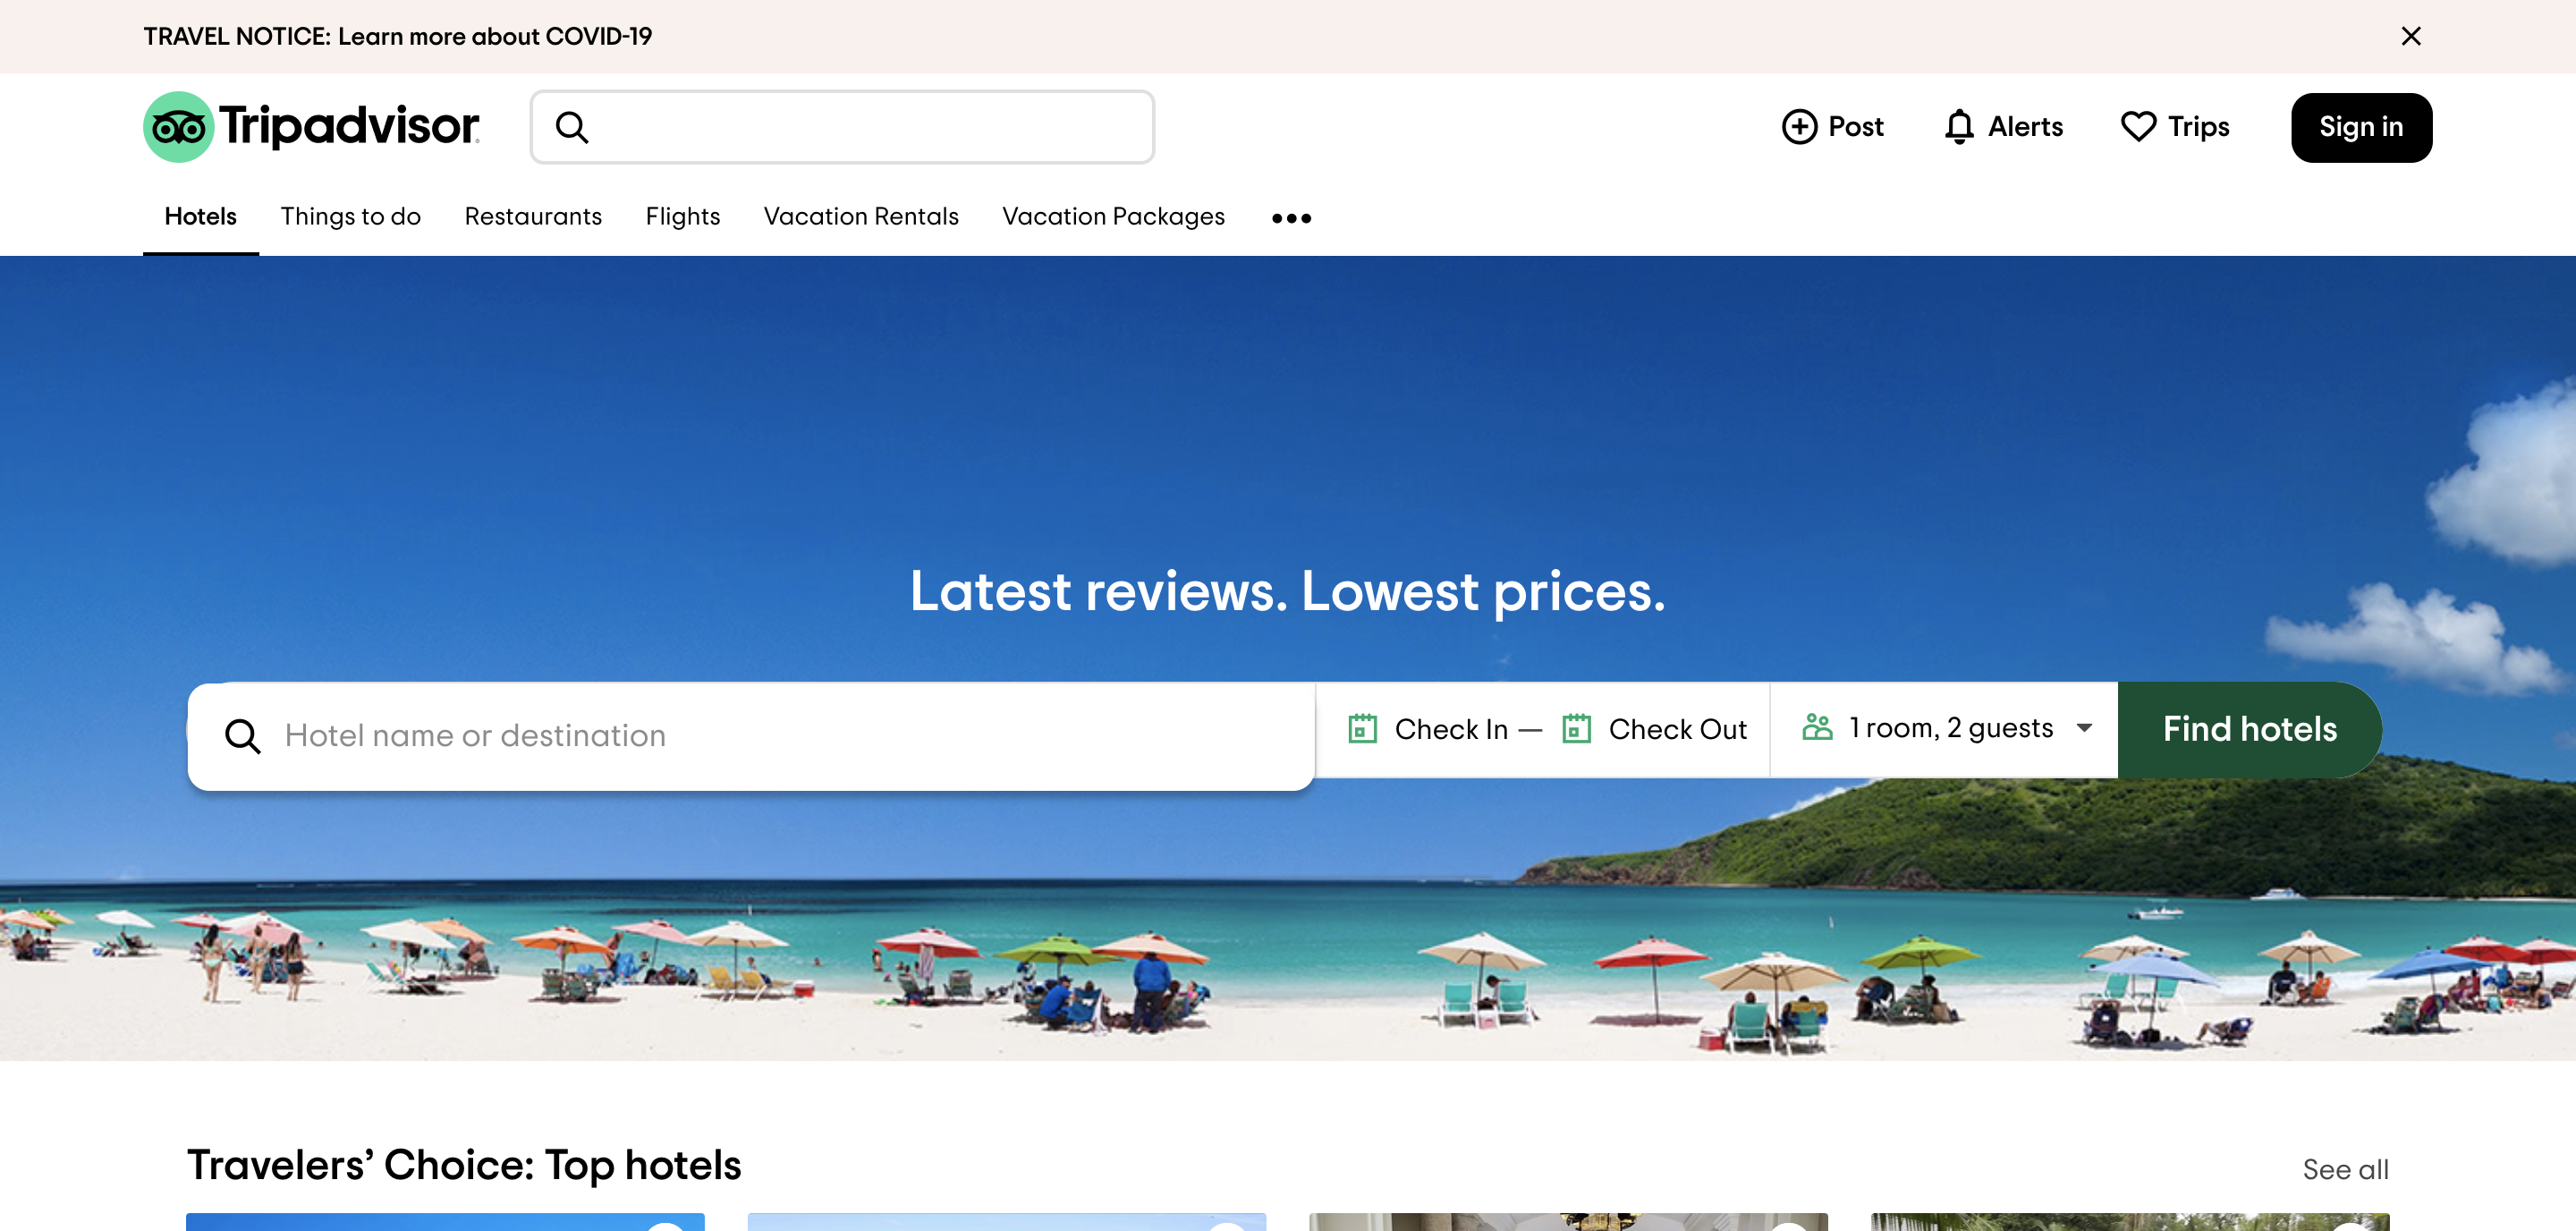 TRAVEL NOTICE: Learn more about COVID-19
Tripadvisor
Post
Alerts
Trips
Sign in
Hotels
Things to do
Restaurants
Flights
Vacation Rentals
Vacation Packages
Latest reviews. Lowest prices.
Hotel name or destination
Check In — Check Out
1 room, 2 guests
Find hotels
Travelers’ Choice: Top hotels
See all